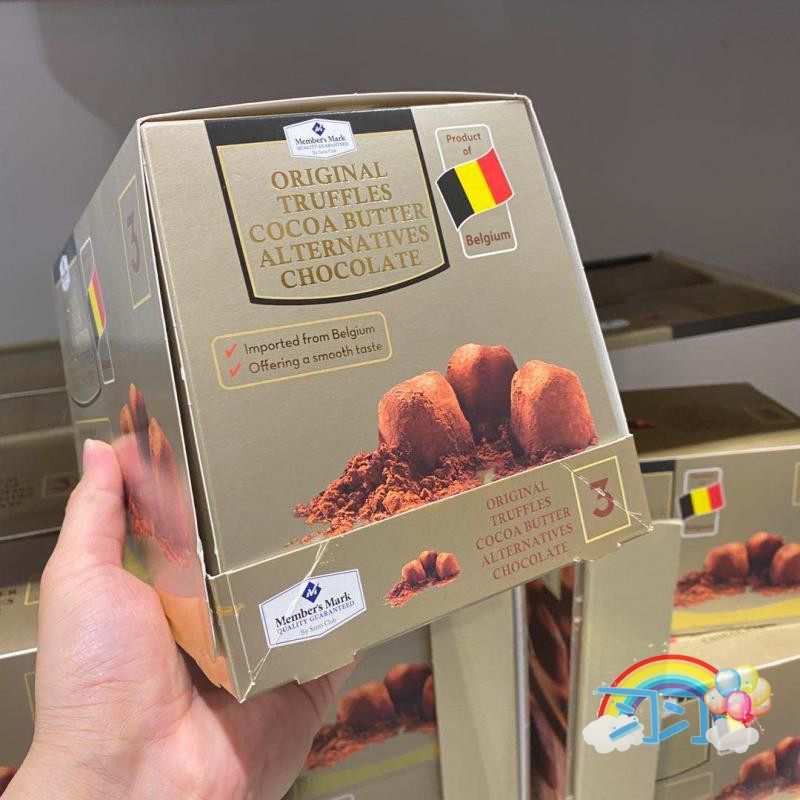 Member's Mark
QUALITY GUARANTEED
By Sam's Club
ORIGINAL
TRUFFLES
COCOA BUTTER
ALTERNATIVES
CHOCOLATE
Product
of
Belgium
✓ Imported from Belgium
✓ Offering a smooth taste
3
ORIGINAL
TRUFFLES
COCOA BUTTER
ALTERNATIVES
CHOCOLATE
3
Member's Mark
QUALITY GUARANTEED
By Sam's Club